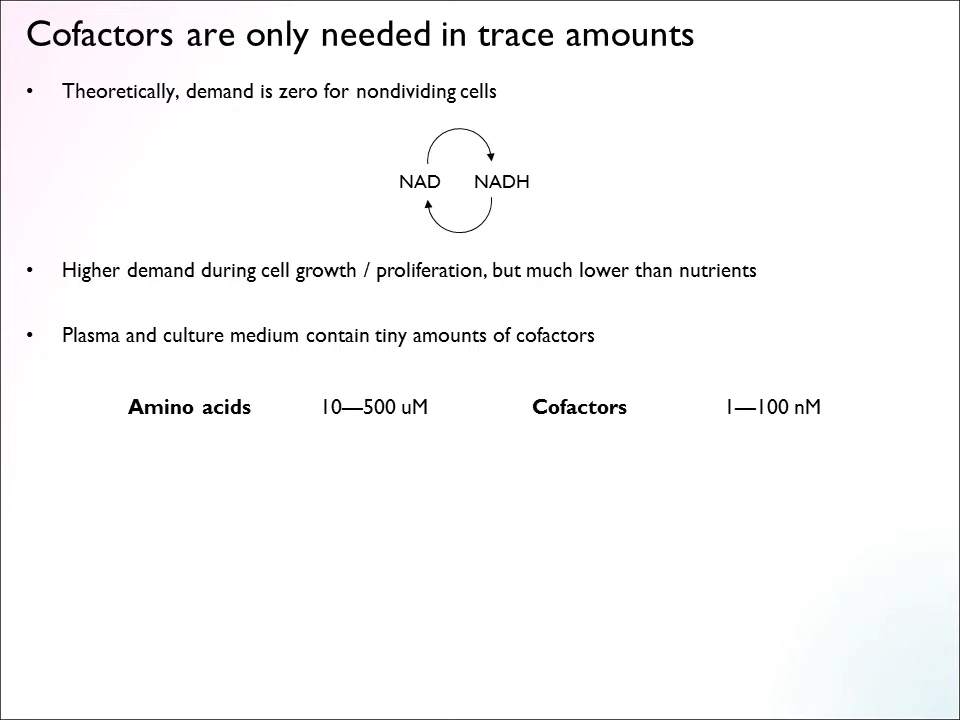 Cofactors are only needed in trace amounts
• Theoretically, demand is zero for nondividing cells
NAD NADH
• Higher demand during cell growth / proliferation, but much lower than nutrients
• Plasma and culture medium contain tiny amounts of cofactors
Amino acids 10—500 uM Cofactors 1—100 nM